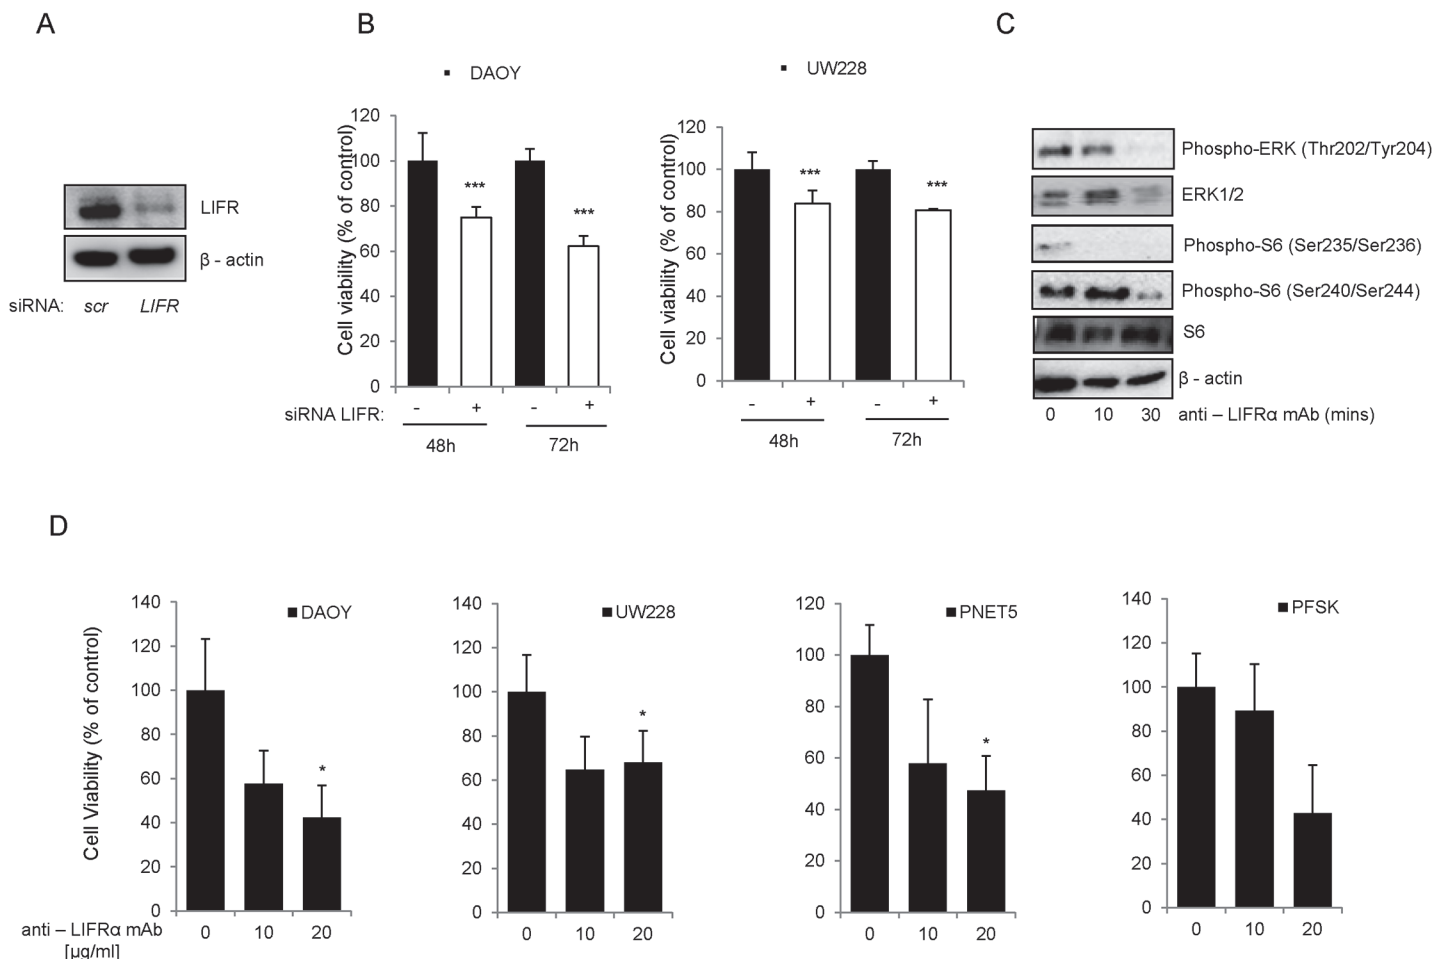 A
LIFR
β - actin
siRNA: scr LIFR
B
▪ DAOY
Cell viability (% of control)
120
100
80
60
40
20
0
***
***
siRNA LIFR: - + - +
48h 72h
▪ UW228
Cell viability (% of control)
120
100
80
60
40
20
0
***
***
- + - +
48h 72h
C
Phospho-ERK (Thr202/Tyr204)
ERK1/2
Phospho-S6 (Ser235/Ser236)
Phospho-S6 (Ser240/Ser244)
S6
β - actin
0 10 30 anti – LIFRα mAb (mins)
D
■ DAOY
Cell Viability (% of control)
140
120
100
80
60
40
20
0
*
anti – LIFRα mAb
[μg/ml]
0 10 20
■ UW228
140
120
100
80
60
40
20
0
*
0 10 20
■ PNET5
120
100
80
60
40
20
0
*
0 10 20
■ PFSK
140
120
100
80
60
40
20
0
0 10 20